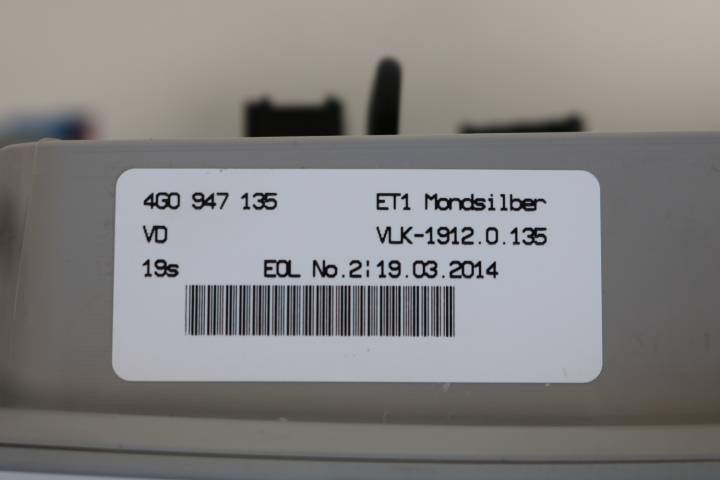 4G0 947 135 ET1 Mondsilber
VD VLK-1912.0.135
19s EOL No.2¦19.03.2014